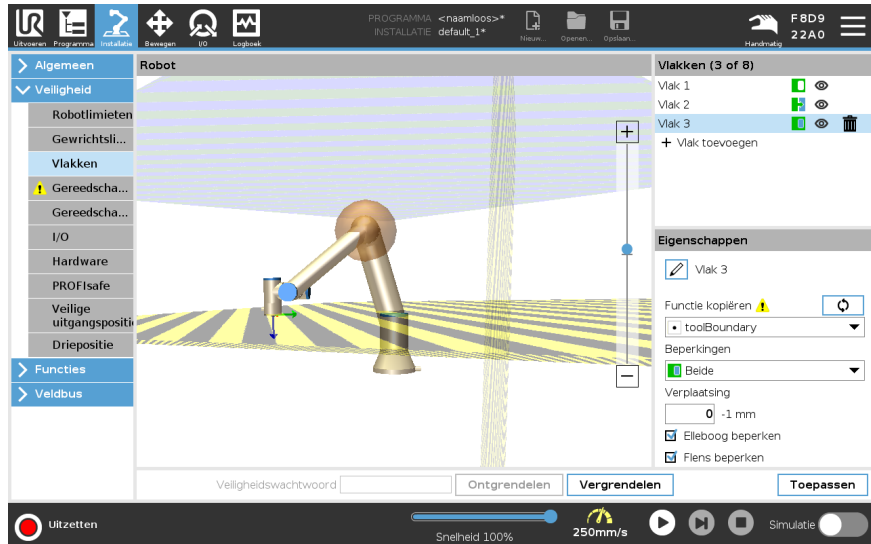 PROGRAMMA <naamloos>*
INSTALLATIE default_1*
Uitvoeren Programma Installatie Bewegen I/O Logboek
Nieuw... Openen... Opslaan...
Handmatig
F8D9
22A0
Algemeen
Veiligheid
Robotlimieten
Gewrichtsli...
Vlakken
Gereedscha...
Gereedscha...
I/O
Hardware
PROFIsafe
Veilige
uitgangspositi
Driepositie
Functies
Veldbus
Robot
Vlakken (3 of 8)
Vlak 1
Vlak 2
Vlak 3
+ Vlak toevoegen
Eigenschappen
Vlak 3
Functie kopiëren
toolBoundary
Beperkingen
Beide
Verplaatsing
0 -1 mm
Elleboog beperken
Flens beperken
Veiligheidswachtwoord Ontgrendelen Vergrendelen Toepassen
Uitzetten
Snelheid 100%
250mm/s
Simulatie